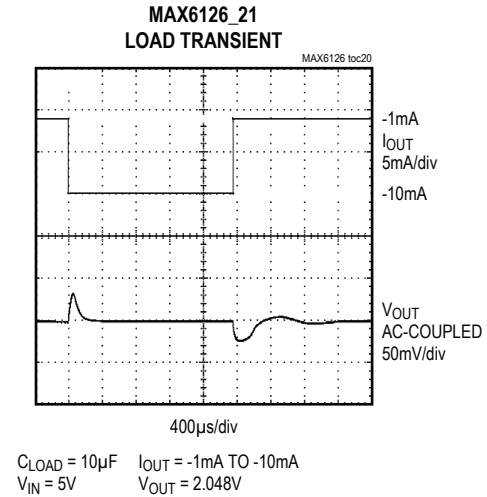 MAX6126_21
LOAD TRANSIENT
MAX6126 toc20
-1mA
IOUT
5mA/div
-10mA
VOUT
AC-COUPLED
50mV/div
400µs/div
CLOAD = 10µF IOUT = -1mA TO -10mA
VIN = 5V VOUT = 2.048V